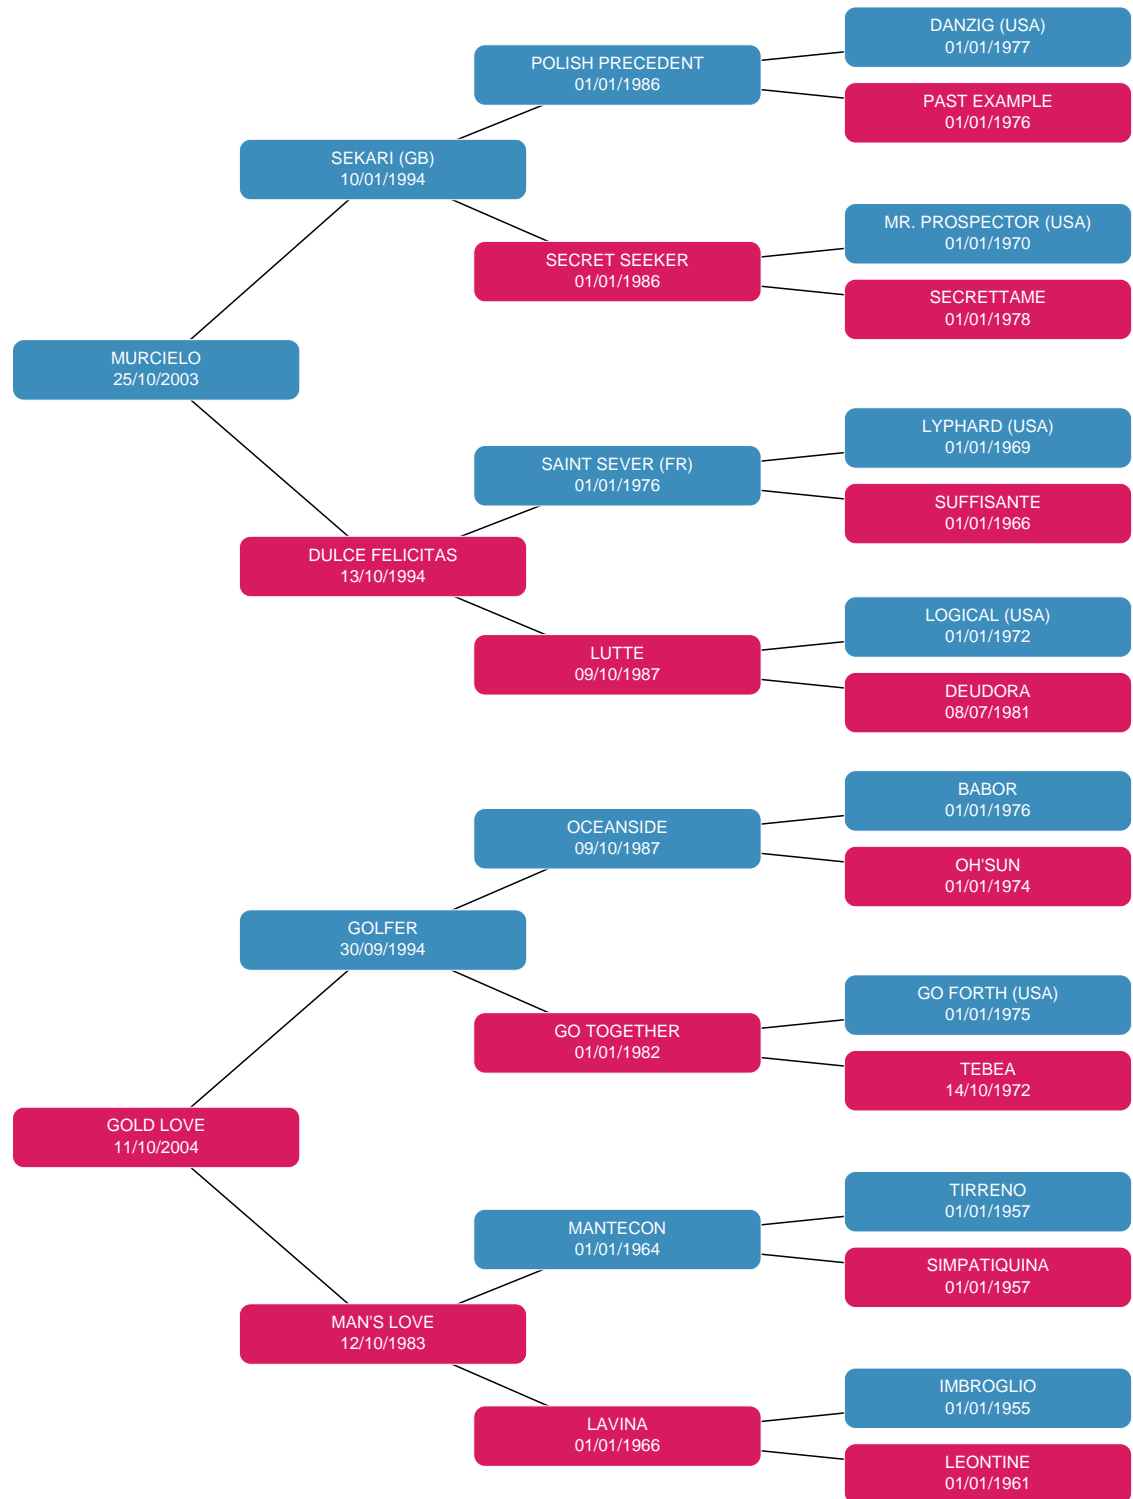 DANZIG (USA)
01/01/1977
POLISH PRECEDENT
01/01/1986
PAST EXAMPLE
01/01/1976
SEKARI (GB)
10/01/1994
MR. PROSPECTOR (USA)
01/01/1970
SECRET SEEKER
01/01/1986
SECRETTAME
01/01/1978
MURCIELO
25/10/2003
LYPHARD (USA)
01/01/1969
SAINT SEVER (FR)
01/01/1976
SUFFISANTE
01/01/1966
DULCE FELICITAS
13/10/1994
LOGICAL (USA)
01/01/1972
LUTTE
09/10/1987
DEUDORA
08/07/1981
BABOR
01/01/1976
OCEANSIDE
09/10/1987
OH'SUN
01/01/1974
GOLFER
30/09/1994
GO FORTH (USA)
01/01/1975
GO TOGETHER
01/01/1982
TEBEA
14/10/1972
GOLD LOVE
11/10/2004
TIRRENO
01/01/1957
MANTECON
01/01/1964
SIMPATIQUINA
01/01/1957
MAN'S LOVE
12/10/1983
IMBROGLIO
01/01/1955
LAVINA
01/01/1966
LEONTINE
01/01/1961